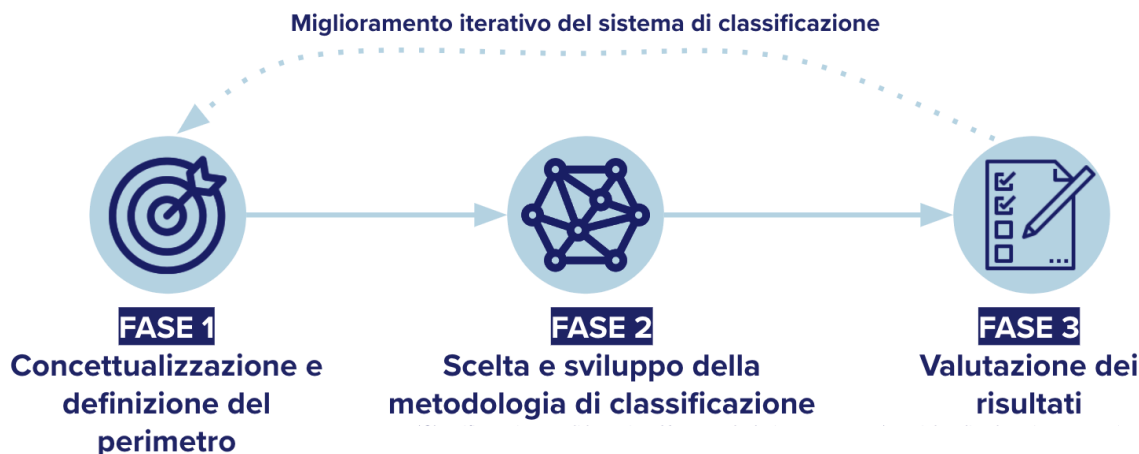 Miglioramento iterativo del sistema di classificazione
FASE 1
Concettualizzazione e
definizione del
perimetro
FASE 2
Scelta e sviluppo della
metodologia di classificazione
FASE 3
Valutazione dei
risultati